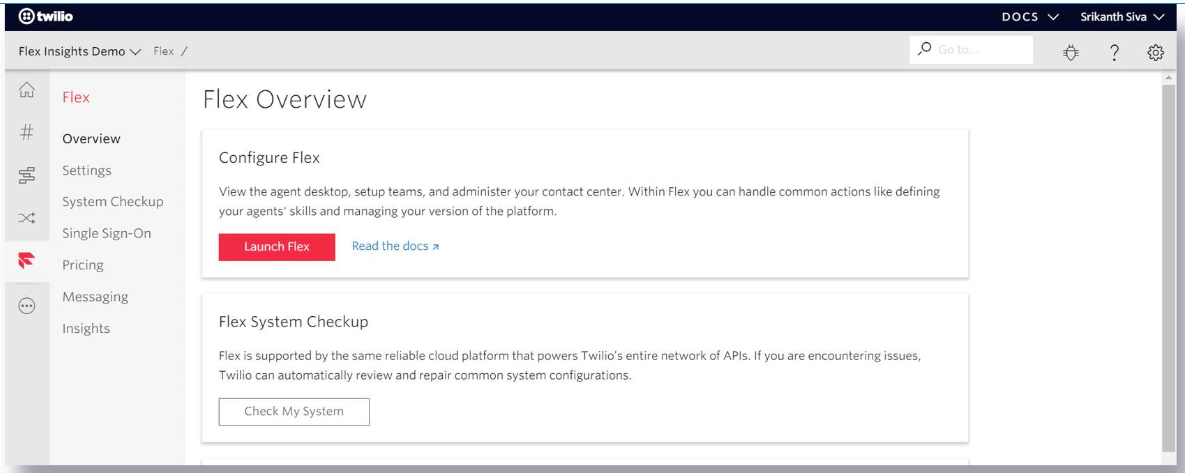 twilio
DOCS Srikanth Siva
Flex Insights Demo Flex /
Go to...
?
Flex
Overview
Settings
System Checkup
Single Sign-On
Pricing
Messaging
Insights
Flex Overview
Configure Flex
View the agent desktop, setup teams, and administer your contact center. Within Flex you can handle common actions like defining
your agents' skills and managing your version of the platform.
Launch Flex Read the docs
Flex System Checkup
Flex is supported by the same reliable cloud platform that powers Twilio's entire network of APIs. If you are encountering issues,
Twilio can automatically review and repair common system configurations.
Check My System